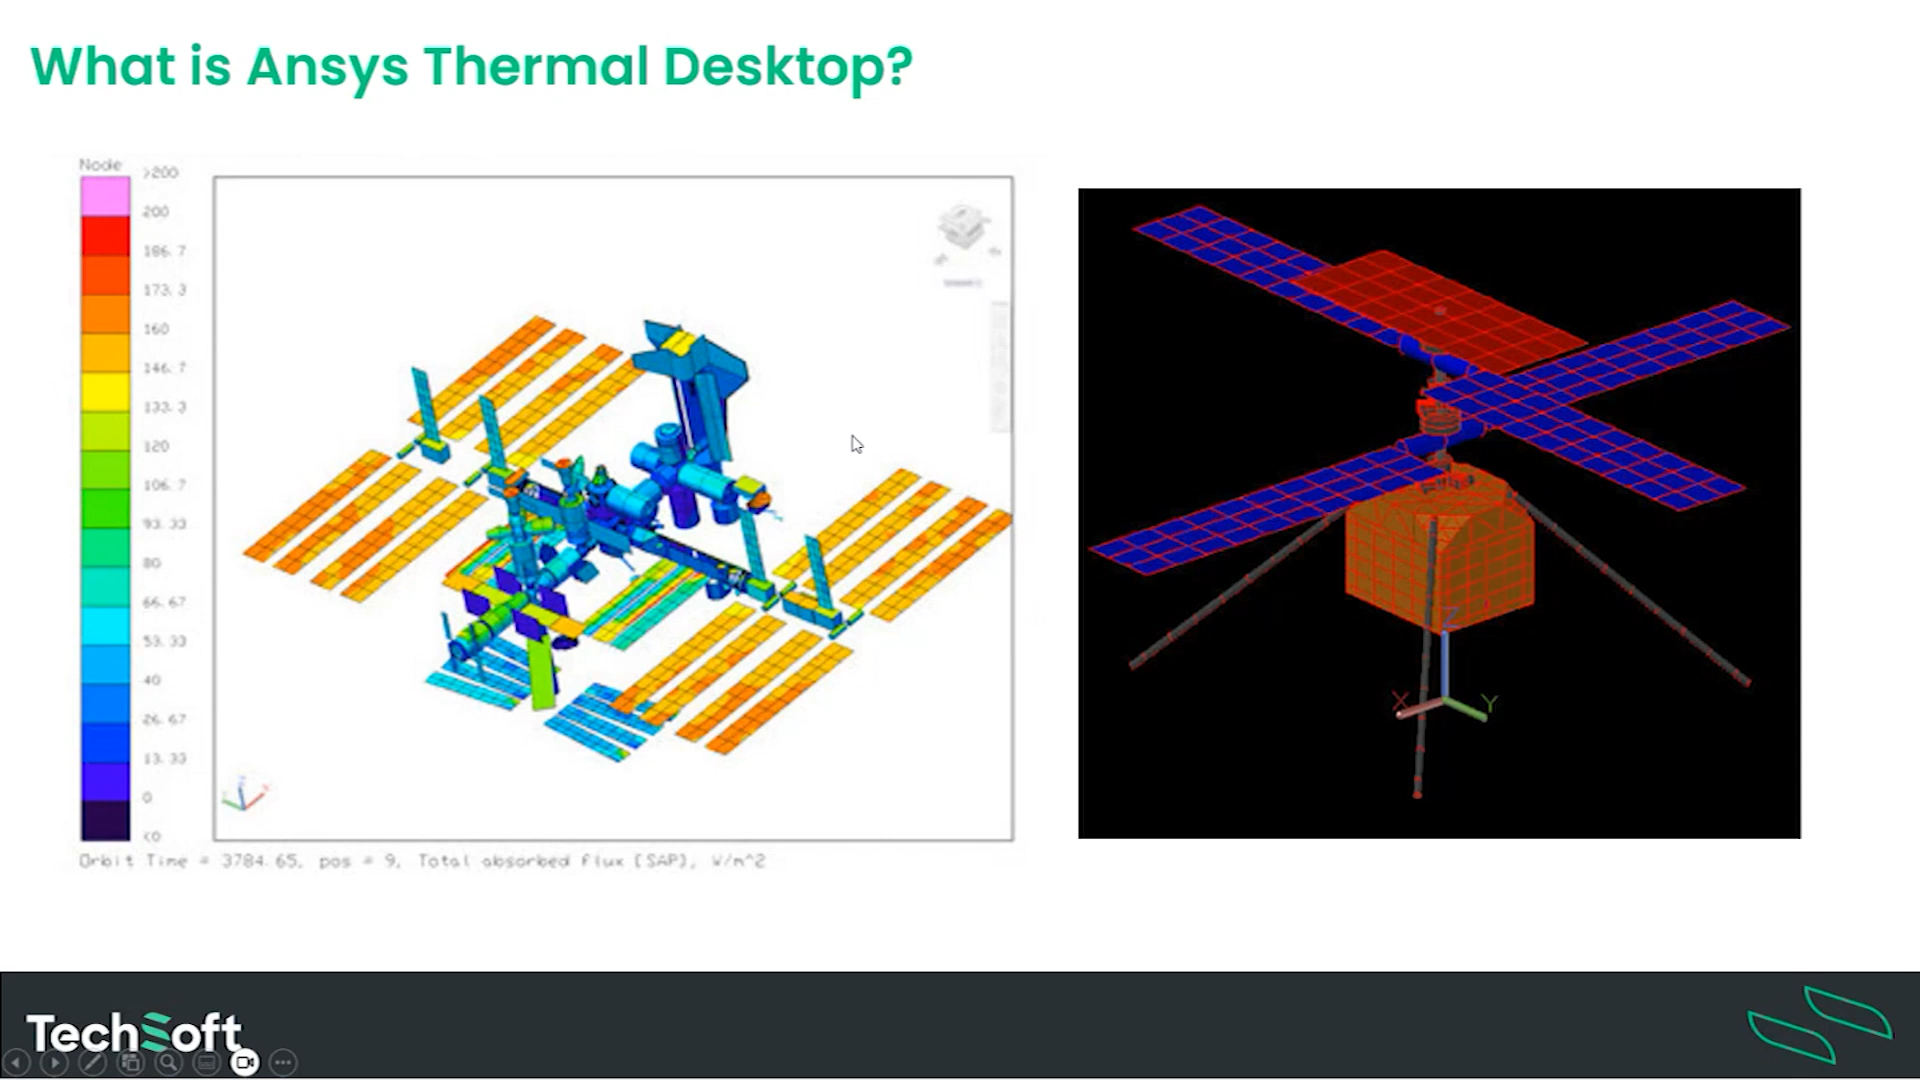 What is Ansys Thermal Desktop?
Node
>200
200
186.7
173.3
160
146.7
133.3
120
106.7
93.33
80
66.67
53.33
40
26.67
13.33
0
<0
Orbit Time = 3784.65, pos = 9, Total absorbed flux [SAP], W/m^2
Z
X
Y
TechSoft